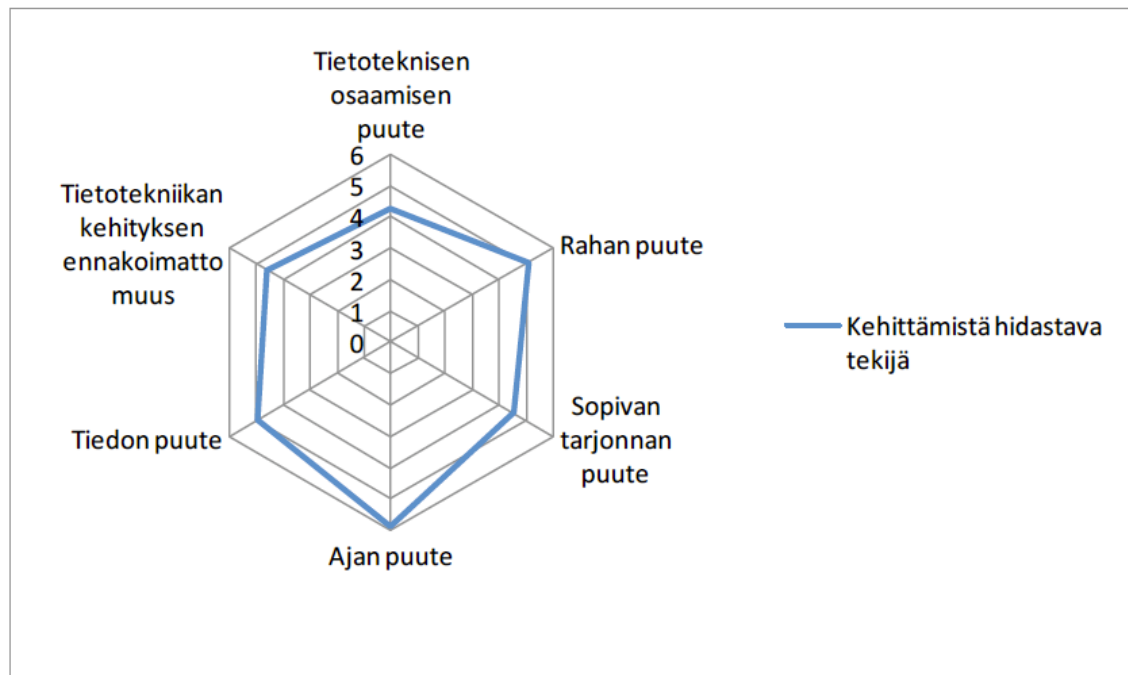 Tietoteknisen
osaamisen
puute
6
5
4
3
2
1
0
Rahan puute
Sopivan
tarjonnan
puute
Ajan puute
Tiedon puute
Tietotekniikan
kehityksen
ennakoimatto
muus
Kehittämistä hidastava
tekijä